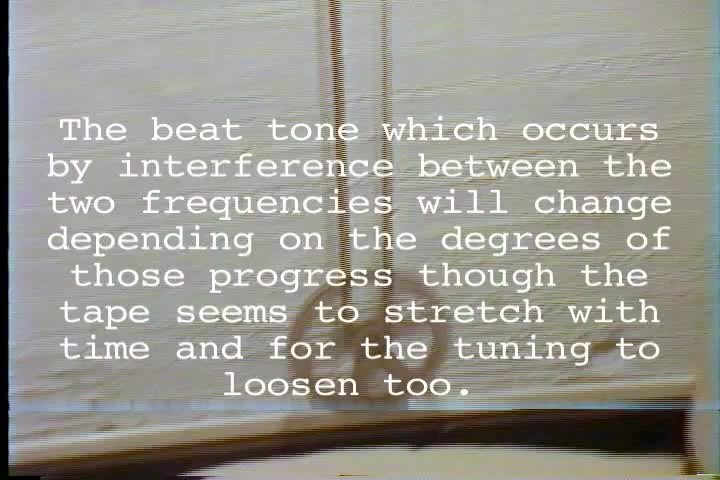 The beat tone which occurs
by interference between the
two frequencies will change
depending on the degrees of
those progress though the
tape seems to stretch with
time and for the tuning to
loosen too.